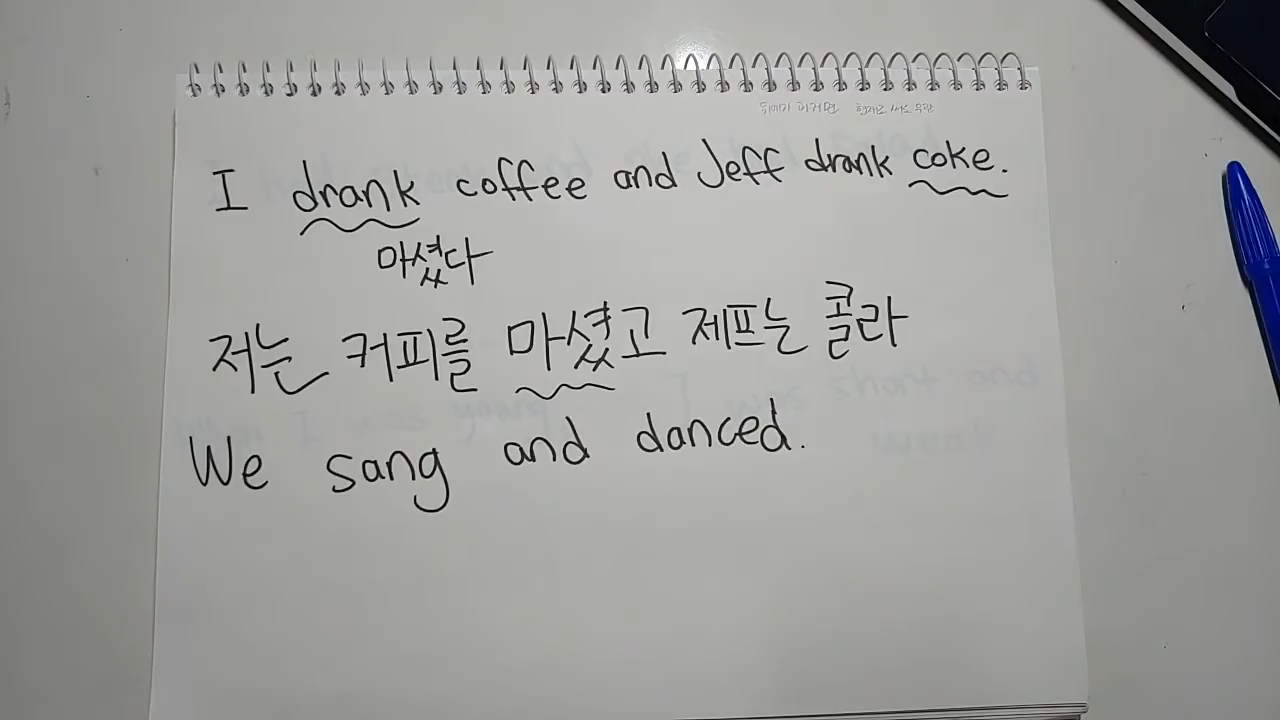 I drank coffee and Jeff drank coke.
마셨다
저는 커피를 마셨고 제프는 콜라
We sang and danced.